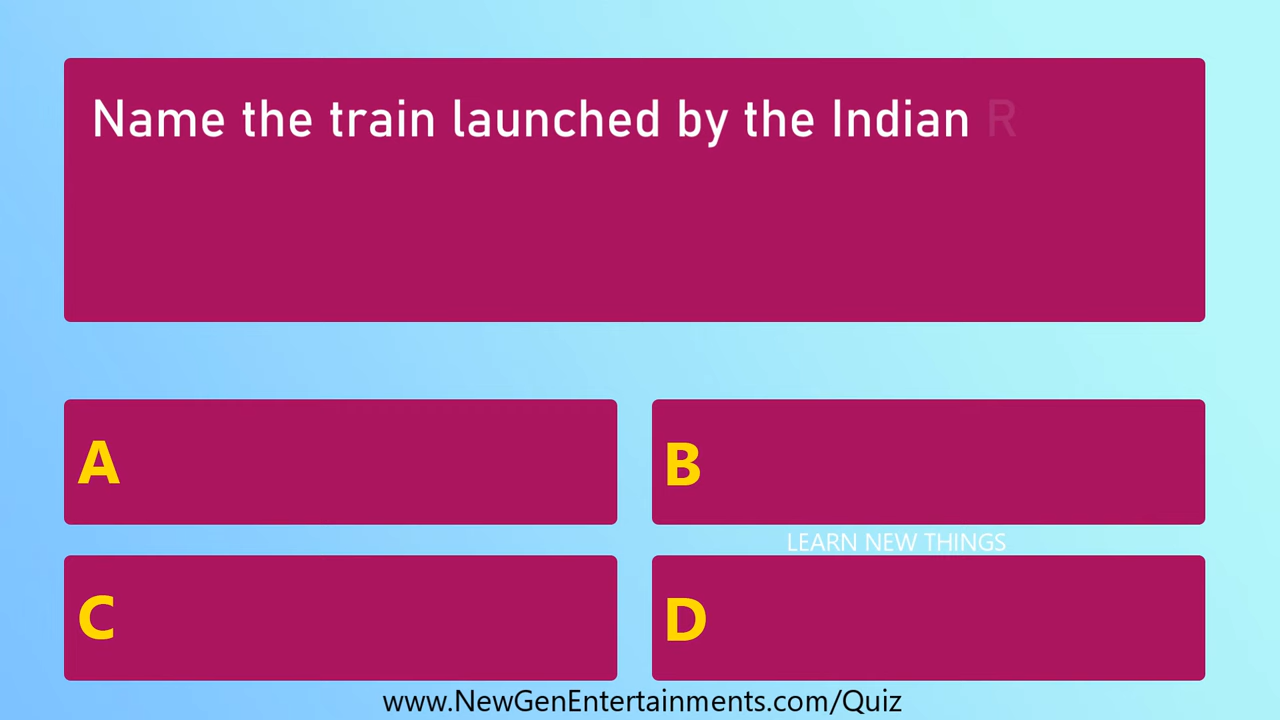 Name the train launched by the Indian R
A
B
LEARN NEW THINGS
C
D
www.NewGenEntertainments.com/Quiz